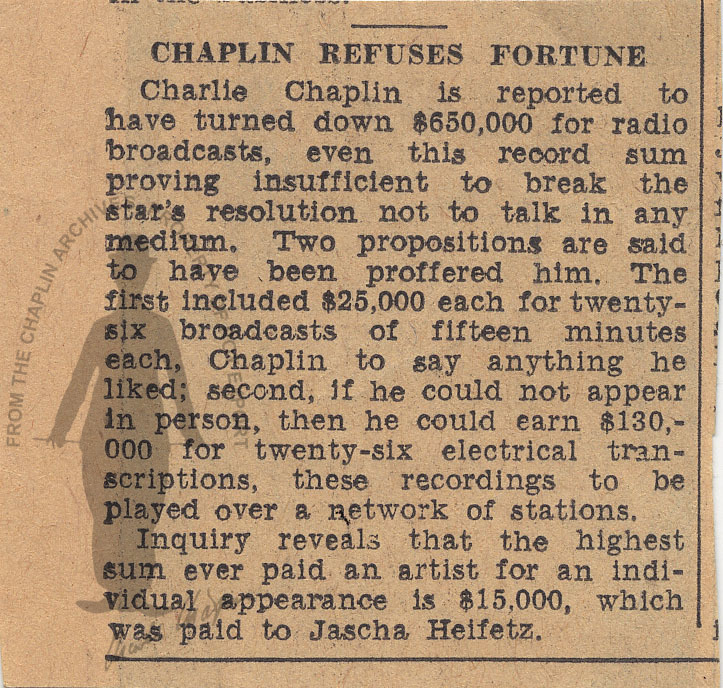 CHAPLIN REFUSES FORTUNE
Charlie Chaplin is reported to
have turned down $650,000 for radio
broadcasts, even this record sum
proving insufficient to break the
star's resolution not to talk in any
medium. Two propositions are said
to have been proffered him. The
first included $25,000 each for twenty-
six broadcasts of fifteen minutes
each, Chaplin to say anything he
liked; second, if he could not appear
in person, then he could earn $130,-
000 for twenty-six electrical tran-
scriptions, these recordings to be
played over a network of stations.
Inquiry reveals that the highest
sum ever paid an artist for an indi-
vidual appearance is $15,000, which
was paid to Jascha Heifetz.
FROM THE CHAPLIN ARCHIVES